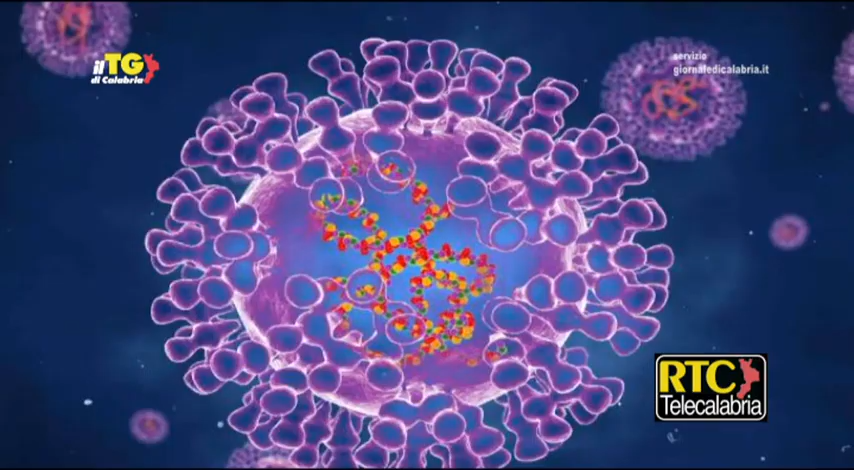 il TG
di Calabria
servizio
giornaledicalabria.it
RTC
Telecalabria